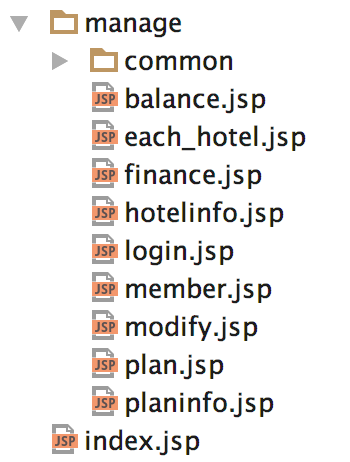 manage
common
JSP balance.jsp
JSP each_hotel.jsp
JSP finance.jsp
JSP hotelinfo.jsp
JSP login.jsp
JSP member.jsp
JSP modify.jsp
JSP plan.jsp
JSP planinfo.jsp
JSP index.jsp